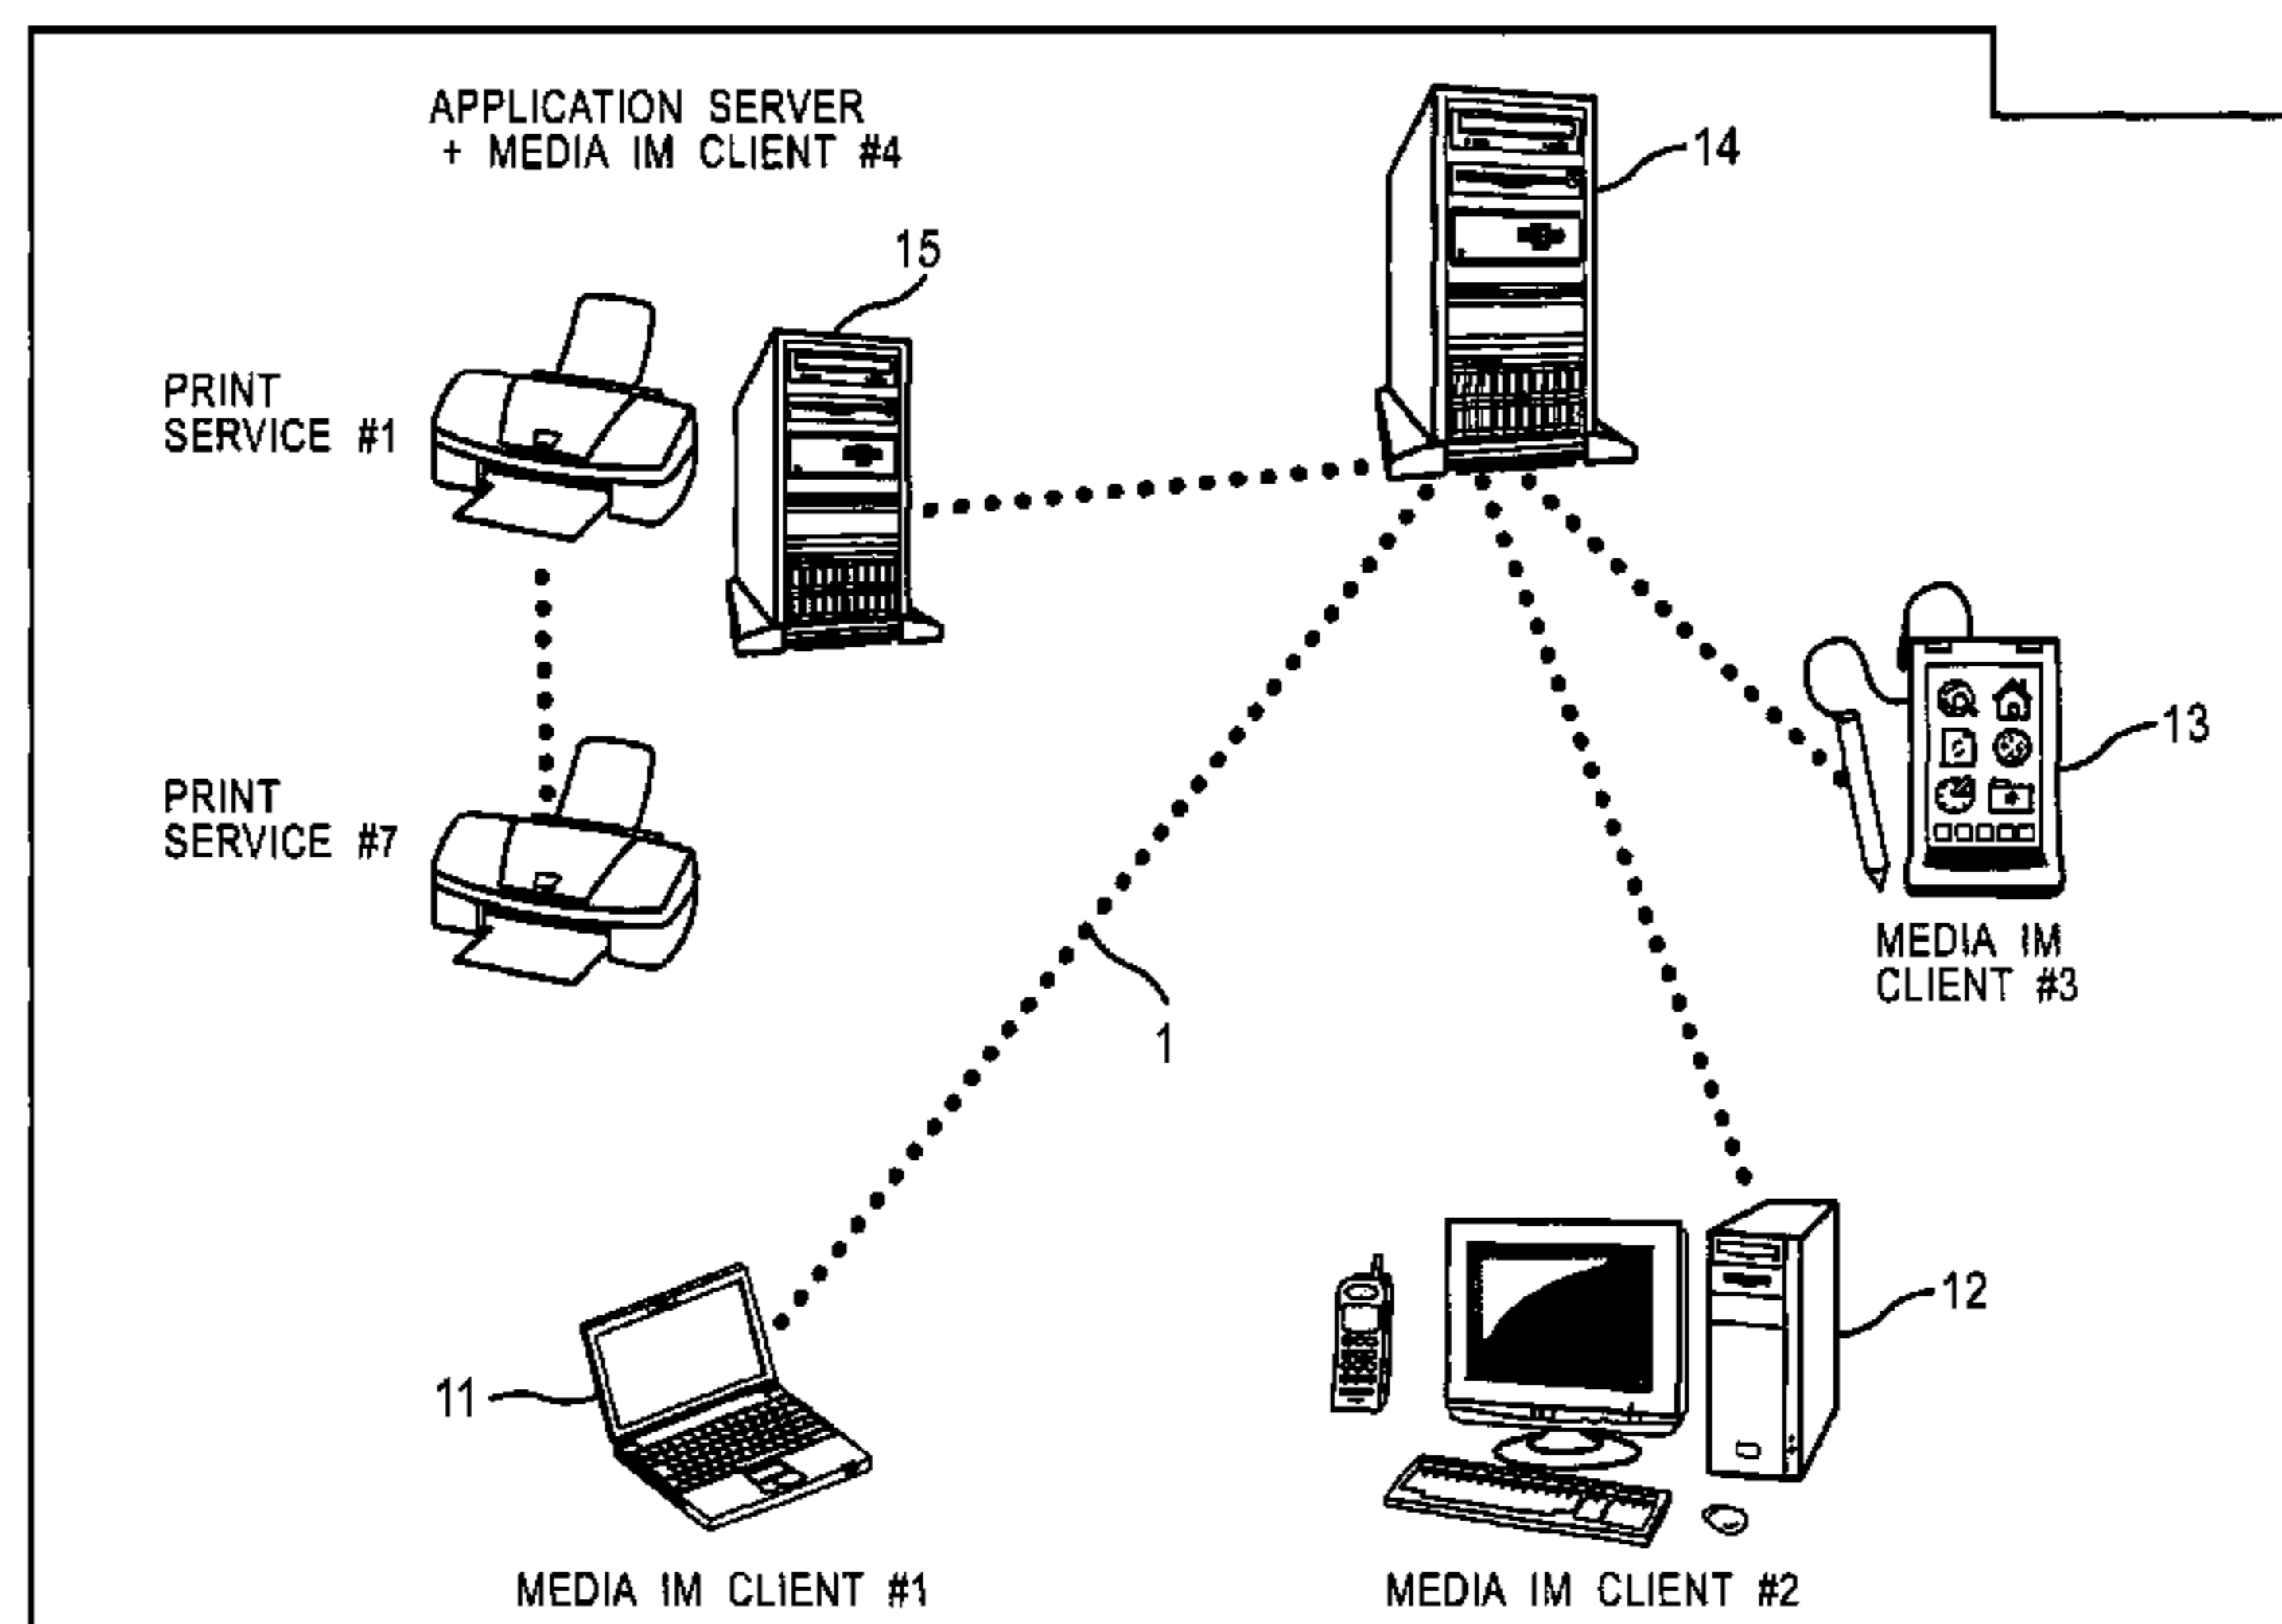 APPLICATION SERVER
+ MEDIA IM CLIENT #4
14
15
PRINT
SERVICE #1
13
PRINT
SERVICE #7
MEDIA IM
CLIENT #3
1
12
11
MEDIA IM CLIENT #1
MEDIA IM CLIENT #2